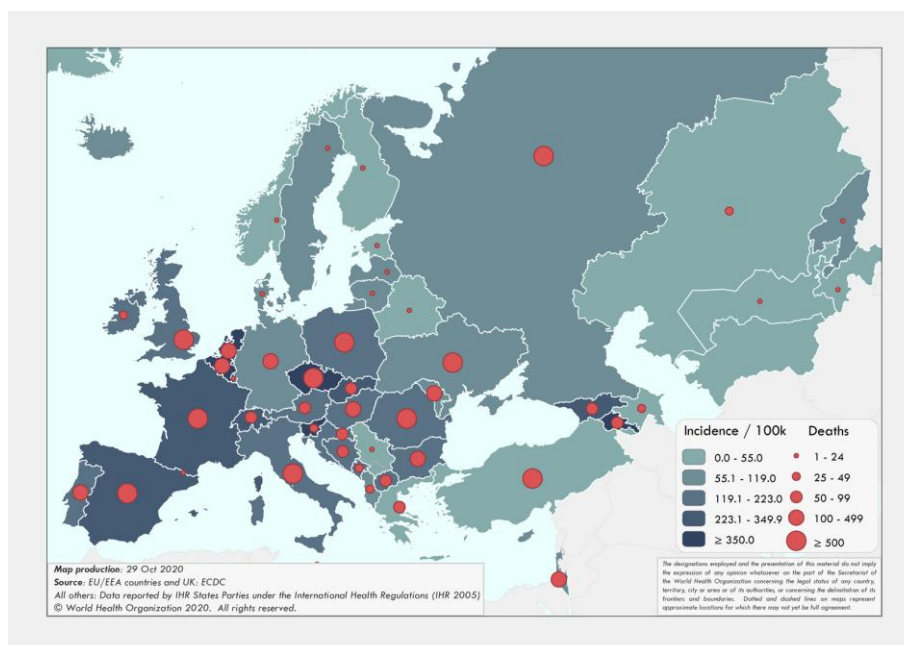 Incidence / 100k
Deaths
0.0 - 55.0
1 - 24
55.1 - 119.0
25 - 49
119.1 - 223.0
50 - 99
223.1 - 349.9
100 - 499
≥ 350.0
≥ 500
Map production: 29 Oct 2020
Source: EU/EEA countries and UK: ECDC
All others: Data reported by IHR States Parties under the International Health Regulations (IHR 2005)
© World Health Organization 2020. All rights reserved.
The designations employed and the presentation of this material do not imply
the expression of any opinion whatsoever on the part of the Secretariat of
the World Health Organization concerning the legal status of any country,
territory, city or area or of its authorities, or concerning the delimitation of its
frontiers and boundaries. Dotted and dashed lines on maps represent
approximate locations for which there may not yet be full agreement.